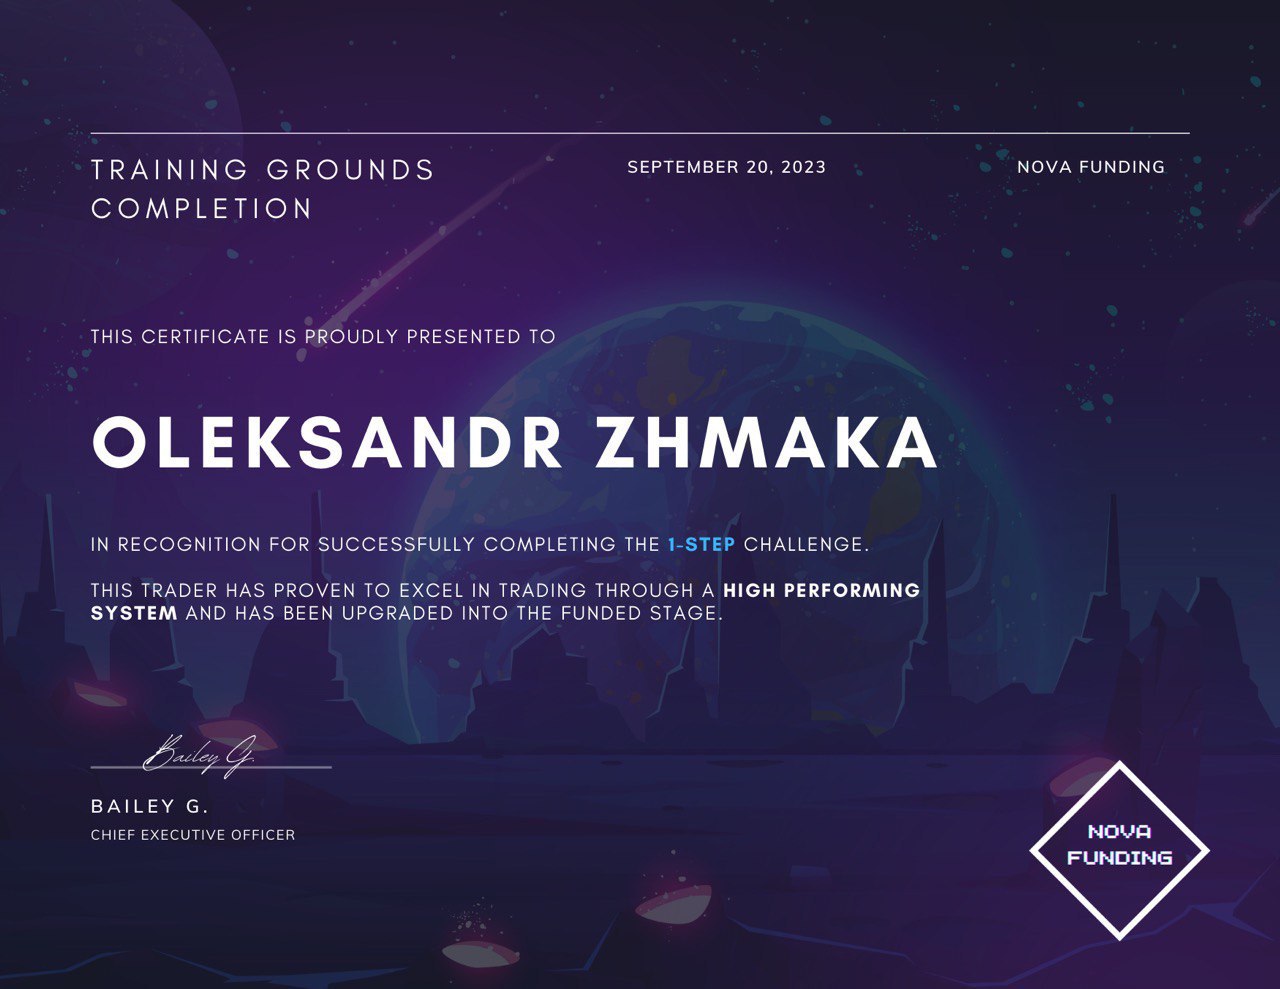 TRAINING GROUNDS
COMPLETION
SEPTEMBER 20, 2023
NOVA FUNDING
THIS CERTIFICATE IS PROUDLY PRESENTED TO
OLEKSANDR ZHMAKA
IN RECOGNITION FOR SUCCESSFULLY COMPLETING THE 1-STEP CHALLENGE.
THIS TRADER HAS PROVEN TO EXCEL IN TRADING THROUGH A HIGH PERFORMING
SYSTEM AND HAS BEEN UPGRADED INTO THE FUNDED STAGE.
Bailey G.
BAILEY G.
CHIEF EXECUTIVE OFFICER
NOVA
FUNDING